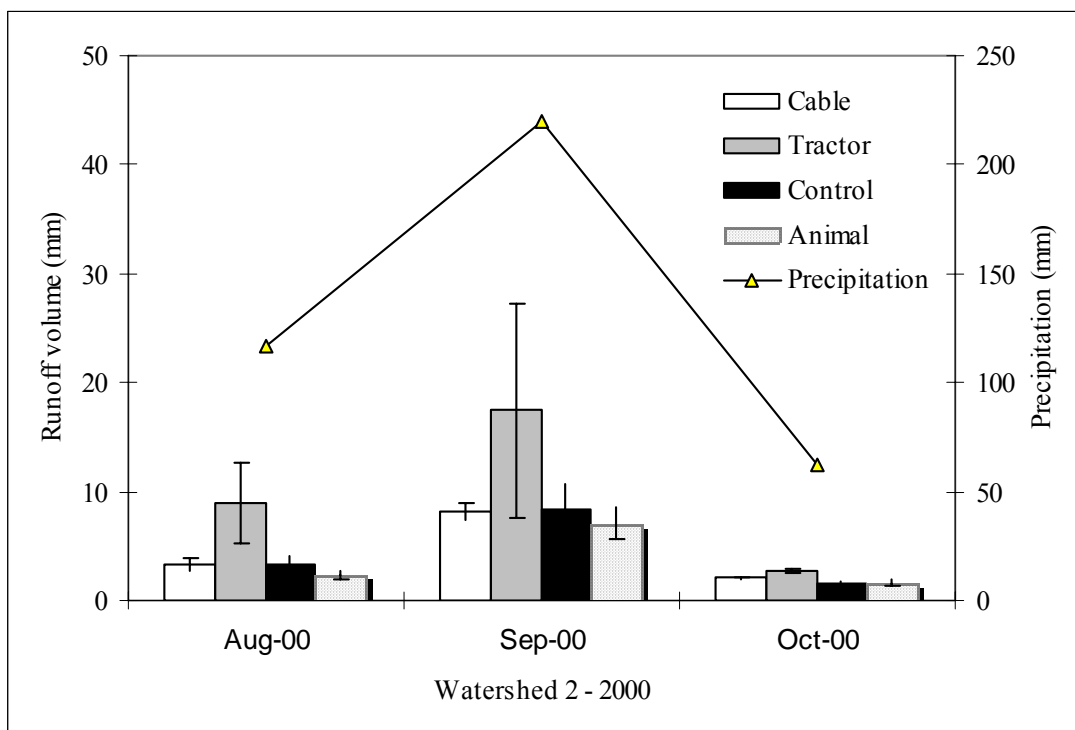 50
40
30
20
10
0
Runoff volume (mm)
250
200
150
100
50
0
Precipitation (mm)
Cable
Tractor
Control
Animal
Precipitation
Aug-00 Sep-00 Oct-00
Watershed 2 - 2000